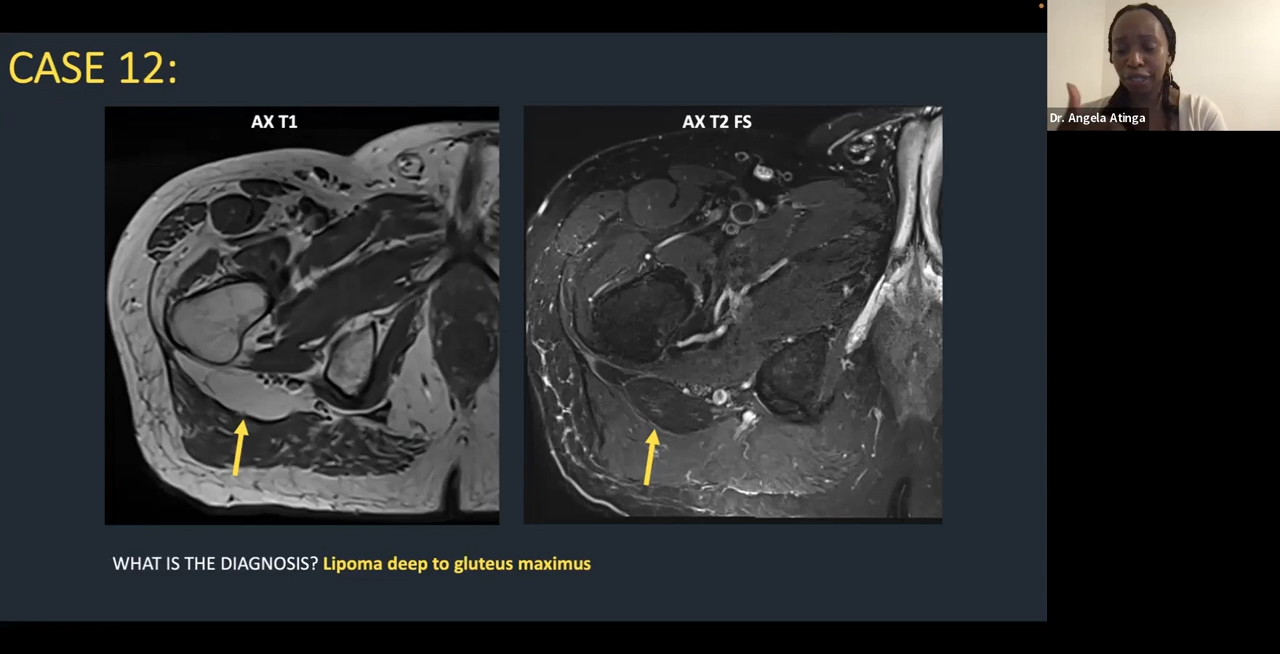 CASE 12:
AX T1
AX T2 FS
Dr. Angela Atinga
WHAT IS THE DIAGNOSIS? Lipoma deep to gluteus maximus